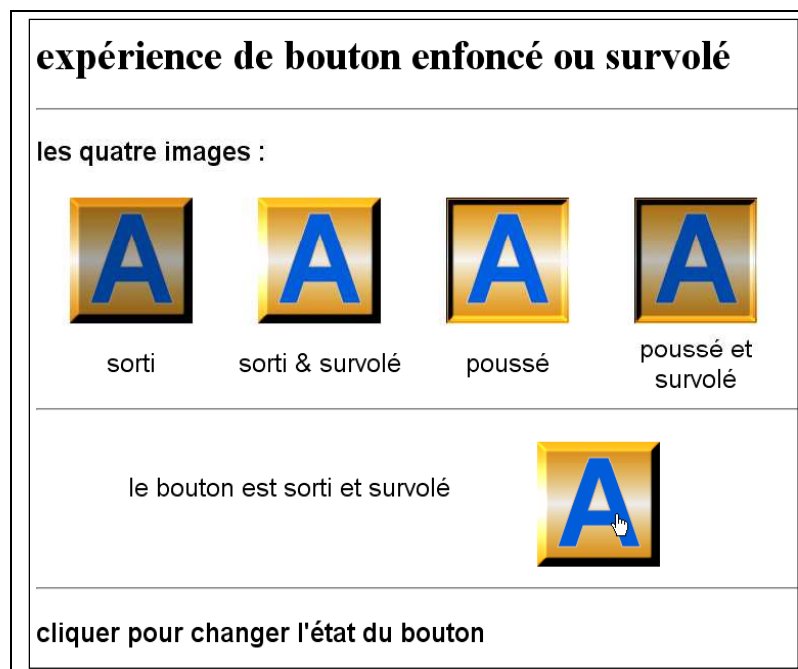 expérience de bouton enfoncé ou survolé
les quatre images :
A A A A
sorti sorti & survolé poussé poussé et survolé
le bouton est sorti et survolé
A
cliquer pour changer l'état du bouton